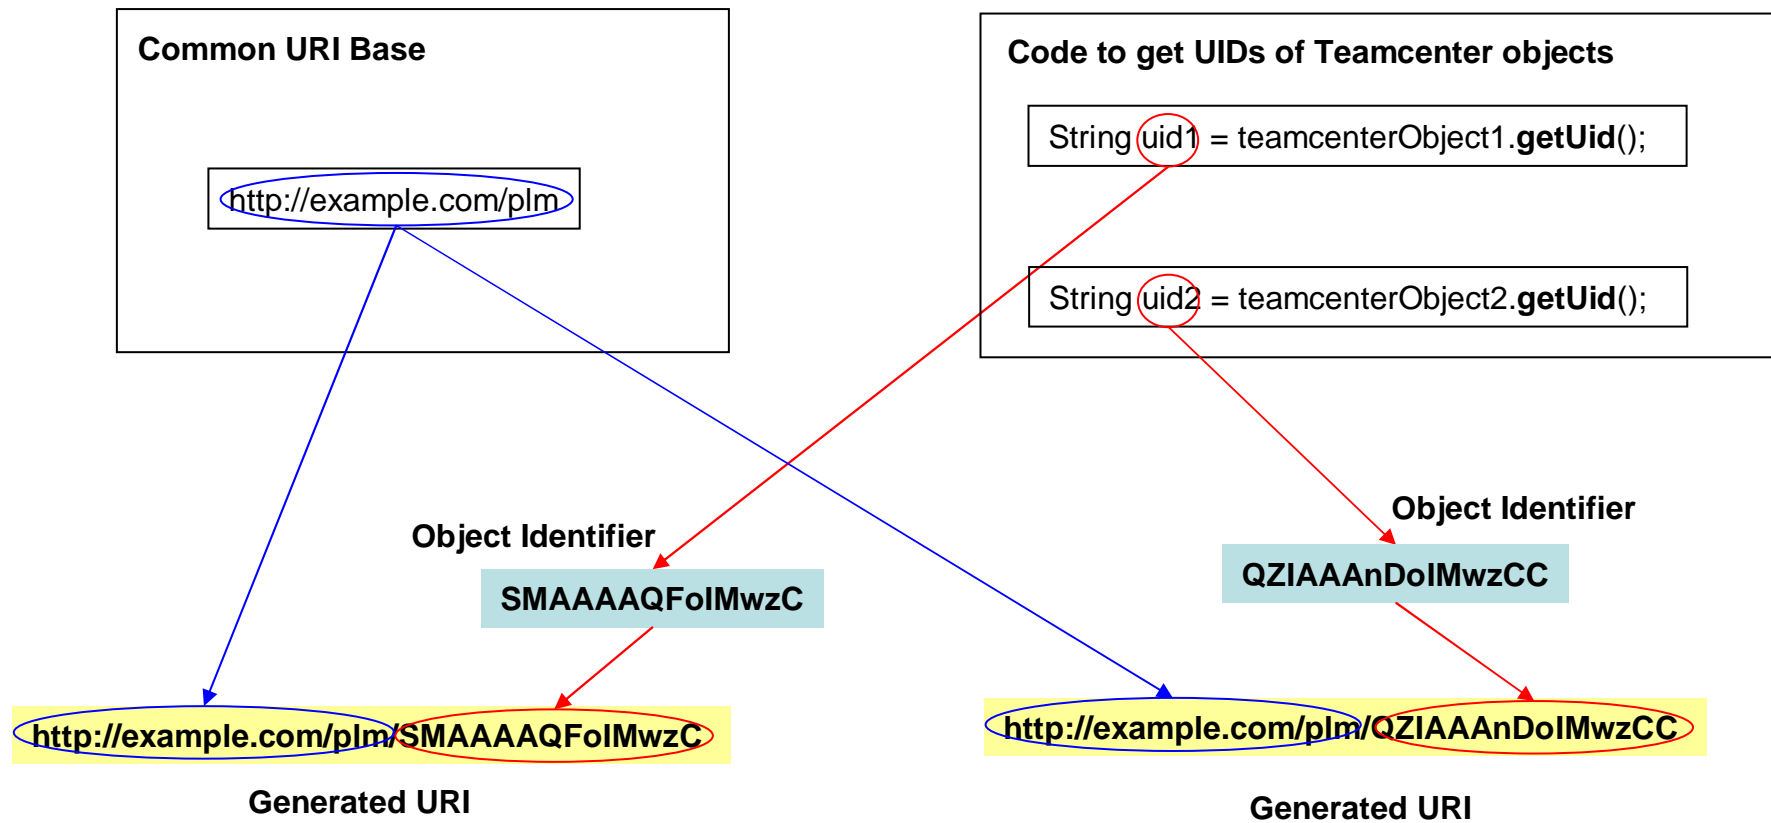 Common URI Base
http://example.com/plm
Code to get UIDs of Teamcenter objects
String uid1 = teamcenterObject1.getUid();
String uid2 = teamcenterObject2.getUid();
Object Identifier
SMAAAAQFoIMwzC
Object Identifier
QZIAAAnDoIMwzCC
http://example.com/plm/SMAAAAQFoIMwzC
Generated URI
http://example.com/plm/QZIAAAnDoIMwzCC
Generated URI